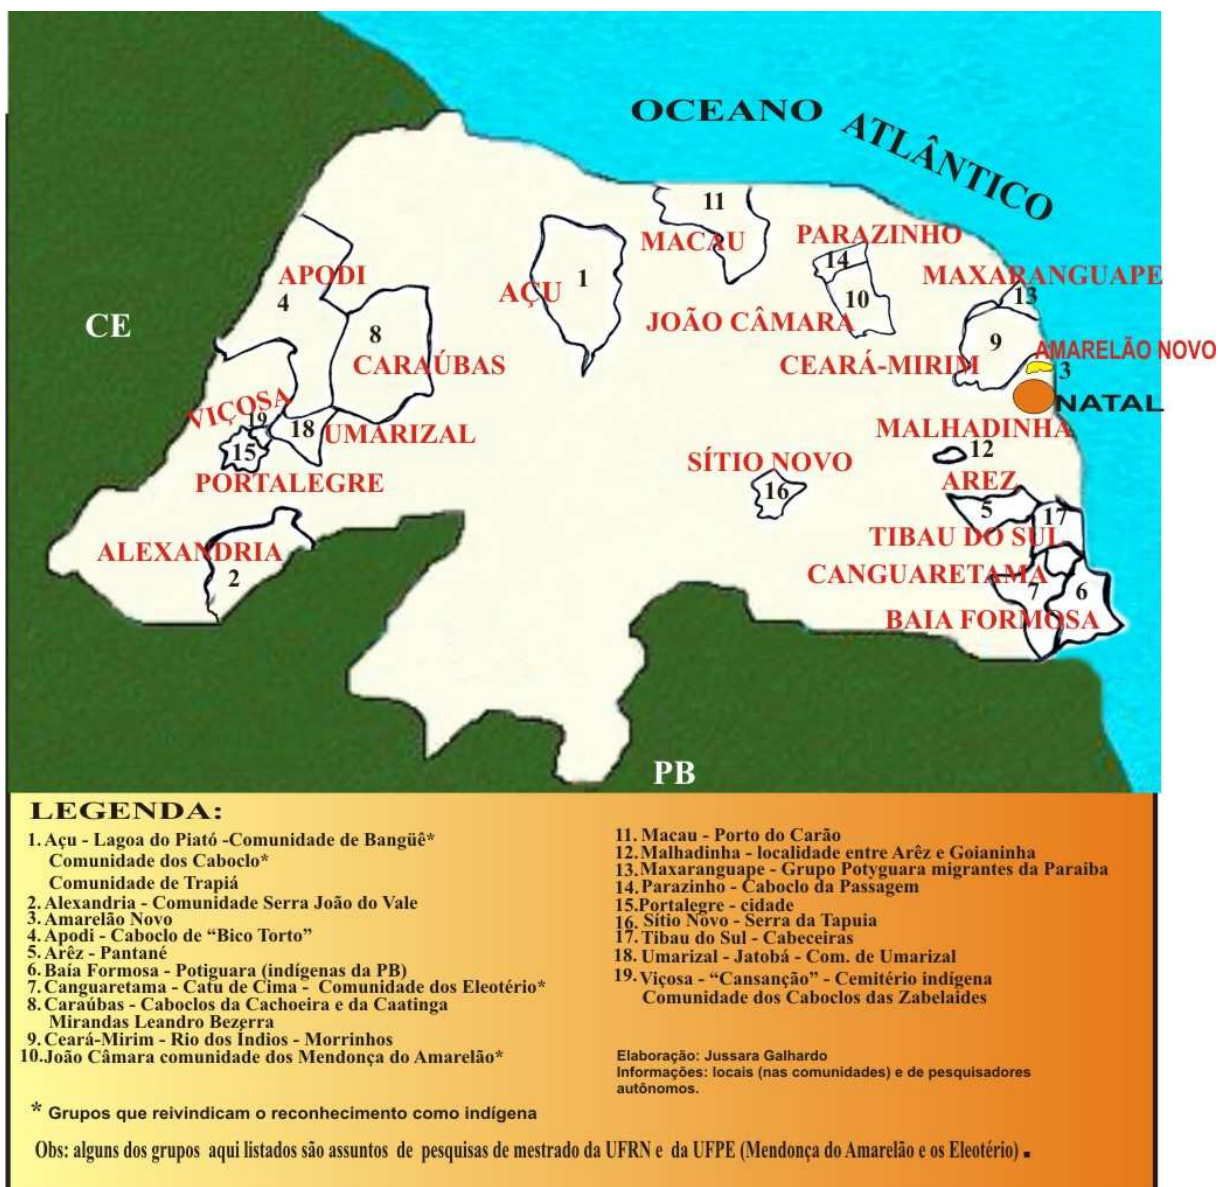 OCEANO ATLÂNTICO
11
MACAU
PARAZINHO
14
MAXARANGUAPE
13
APODI
4
AÇU
1
10
JOÃO CÂMARA
CE
8
CARAÚBAS
9
CEARÁ-MIRIM
AMARELÃO NOVO
3
NATAL
VIÇOSA
19
18
UMARIZAL
15
PORTALEGRE
MALHADINHA
12
SÍTIO NOVO
16
AREZ
5
17
TIBAU DO SUL
ALEXANDRIA
2
CANGUARETAMA
7
6
BAIA FORMOSA
PB
LEGENDA:
1. Açu - Lagoa do Piató -Comunidade de Bangüê*
Comunidade dos Caboclo*
Comunidade de Trapiá
2. Alexandria - Comunidade Serra João do Vale
3. Amarelão Novo
4. Apodi - Caboclo de “Bico Torto”
5. Arêz - Pantané
6. Baía Formosa - Potiguara (indígenas da PB)
7. Canguaretama - Catu de Cima - Comunidade dos Eleotério*
8. Caraúbas - Caboclos da Cachoeira e da Caatinga
Mirandas Leandro Bezerra
9. Ceará-Mirim - Rio dos Índios - Morrinhos
10. João Câmara comunidade dos Mendonça do Amarelão*
11. Macau - Porto do Carão
12. Malhadinha - localidade entre Arêz e Goianinha
13. Maxaranguape - Grupo Potyguara migrantes da Paraiba
14. Parazinho - Caboclo da Passagem
15. Portalegre - cidade
16. Sítio Novo - Serra da Tapuia
17. Tibau do Sul - Cabeceiras
18. Umarizal - Jatobá - Com. de Umarizal
19. Viçosa - “Cansanção” - Cemitério indígena
Comunidade dos Caboclos das Zabelaides
Elaboração: Jussara Galhardo
Informações: locais (nas comunidades) e de pesquisadores
autônomos.
* Grupos que reivindicam o reconhecimento como indígena
Obs: alguns dos grupos aqui listados são assuntos de pesquisas de mestrado da UFRN e da UFPE (Mendonça do Amarelão e os Eleotério) .